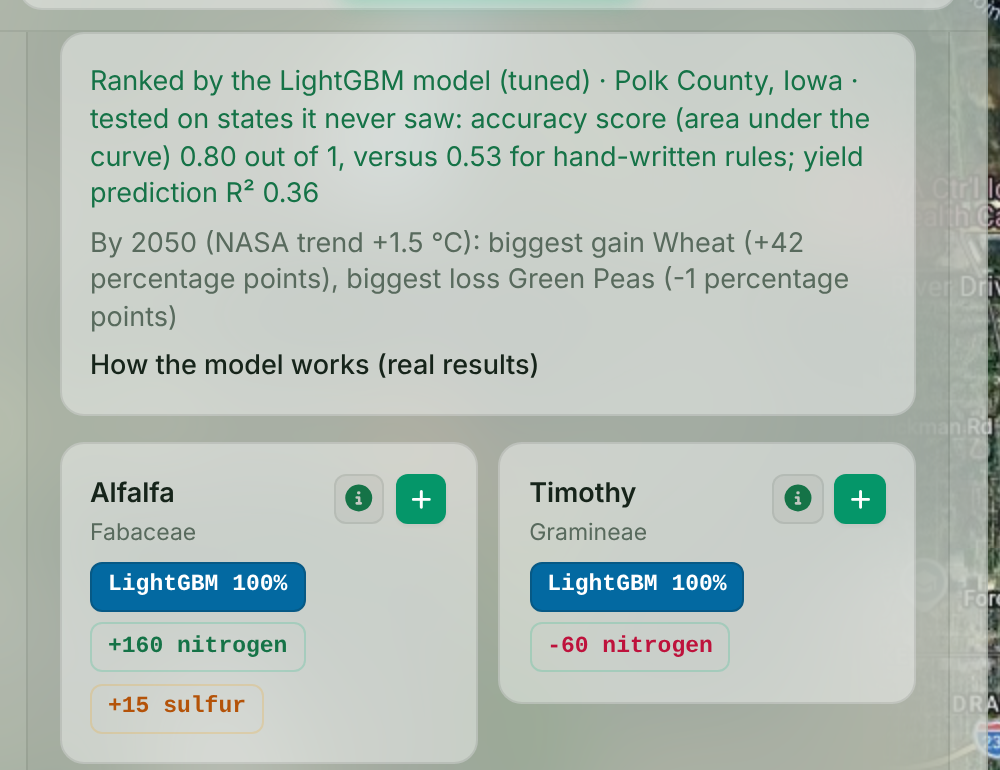 Ranked by the LightGBM model (tuned) · Polk County, Iowa ·
tested on states it never saw: accuracy score (area under the
curve) 0.80 out of 1, versus 0.53 for hand-written rules; yield
prediction R² 0.36
By 2050 (NASA trend +1.5 °C): biggest gain Wheat (+42
percentage points), biggest loss Green Peas (-1 percentage
points)
How the model works (real results)
Alfalfa
Fabaceae
LightGBM 100%
+160 nitrogen
+15 sulfur
Timothy
Gramineae
LightGBM 100%
-60 nitrogen